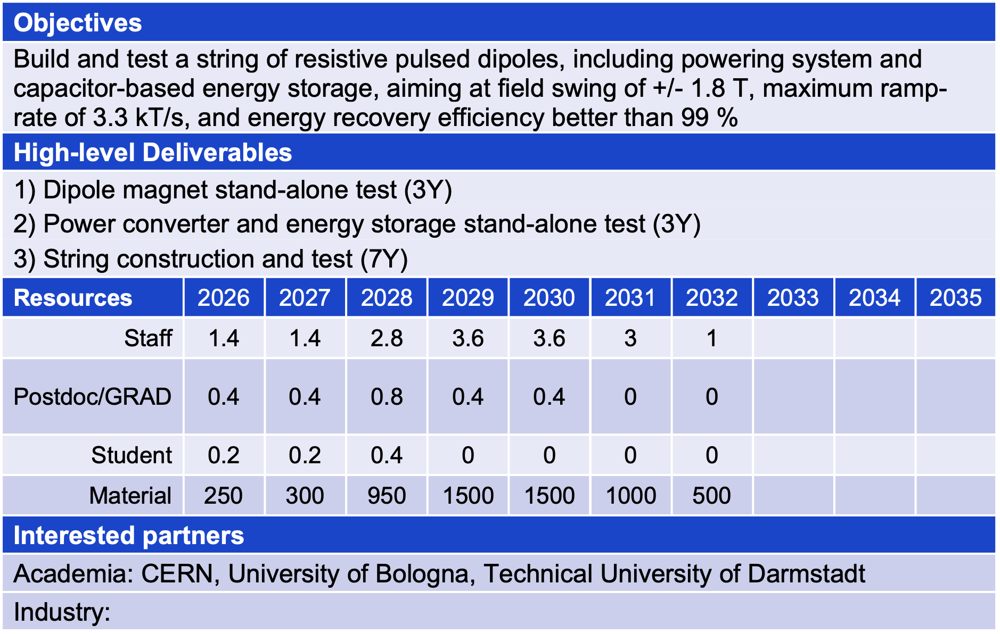 Objectives
Build and test a string of resistive pulsed dipoles, including powering system and
capacitor-based energy storage, aiming at field swing of +/- 1.8 T, maximum ramp-
rate of 3.3 kT/s, and energy recovery efficiency better than 99 %
High-level Deliverables
1) Dipole magnet stand-alone test (3Y)
2) Power converter and energy storage stand-alone test (3Y)
3) String construction and test (7Y)
Resources 2026 2027 2028 2029 2030 2031 2032 2033 2034 2035
Staff 1.4 1.4 2.8 3.6 3.6 3 1
Postdoc/GRAD 0.4 0.4 0.8 0.4 0.4 0 0
Student 0.2 0.2 0.4 0 0 0 0
Material 250 300 950 1500 1500 1000 500
Interested partners
Academia: CERN, University of Bologna, Technical University of Darmstadt
Industry: